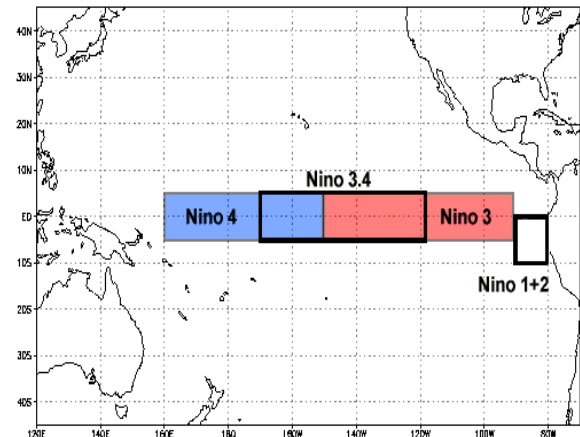 40N
30N
20N
10N
Nino 3.4
Nino 4
Nino 3
EQ
10S
Nino 1+2
20S
30S
40S
120E
140E
160E
180
160W
140W
120W
100W
80W